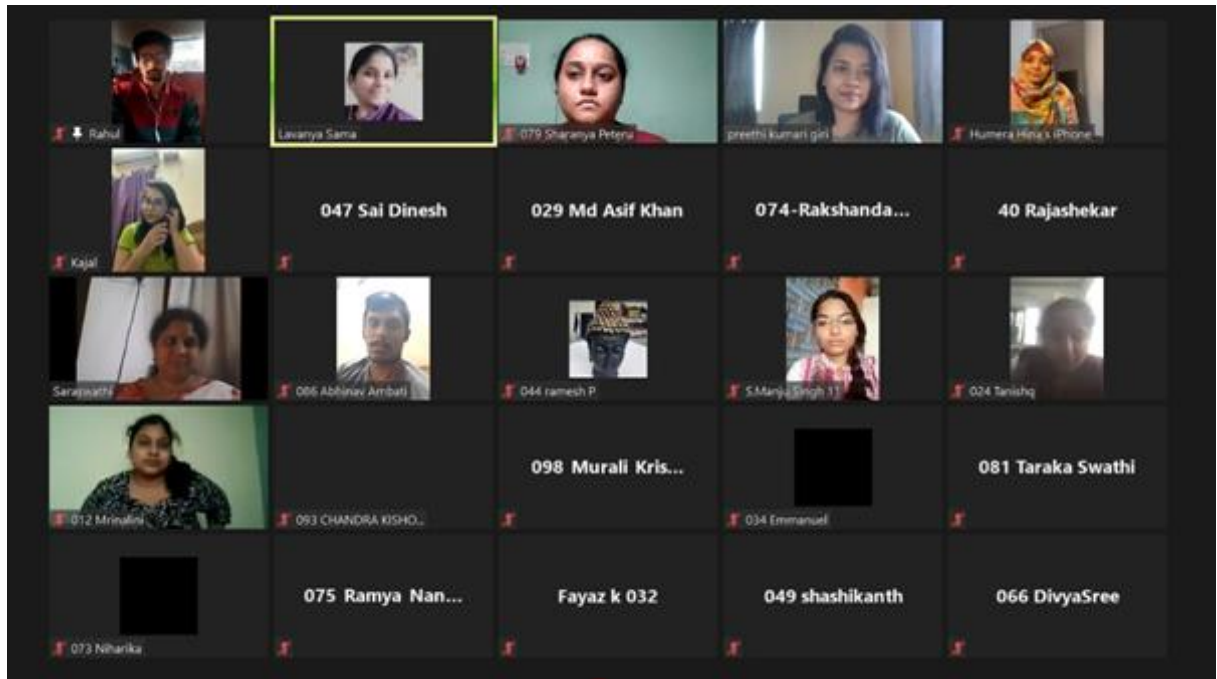 Rahul
Lavanya Sama
079 Sharanya Peteru
preethi kumari giri
Humera Hina's iPhone
Kajal
047 Sai Dinesh
029 Md Asif Khan
074-Rakshanda...
40 Rajashekar
Saraswathi
086 Abhinav Ambati
044 ramesh P
S.Manju Singh 11
024 Tanishq
012 Mrinalini
093 CHANDRA KISHO...
098 Murali Kris...
034 Emmanuel
081 Taraka Swathi
073 Niharika
075 Ramya Nan...
Fayaz k 032
049 shashikanth
066 DivyaSree